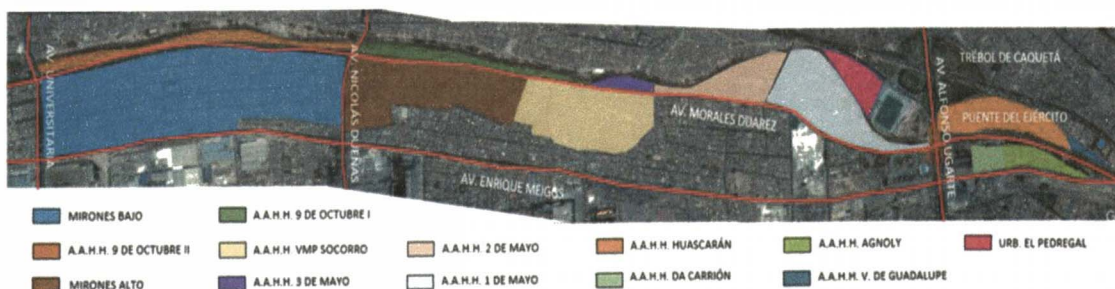 AV. UNIVERSITARIA
AV. NICOLÁS DUEÑAS
AV. MORALES DUAREZ
AV. ENRIQUE MEIGGS
AV. ALFONSO UGARTE
TRÉBOL DE CAQUETÁ
PUENTE DEL EJÉRCITO
MIRONES BAJO
A.A.H.H. 9 DE OCTUBRE I
A.A.H.H. 9 DE OCTUBRE II
A.A.H.H VMP SOCORRO
A.A.H.H. 2 DE MAYO
A.A.H.H. HUASCARÁN
A.A.H.H. AGNOLY
URB. EL PEDREGAL
MIRONES ALTO
A.A.H.H. 3 DE MAYO
A.A.H.H. 1 DE MAYO
A.A.H.H. DA CARRIÓN
A.A.H.H. V. DE GUADALUPE